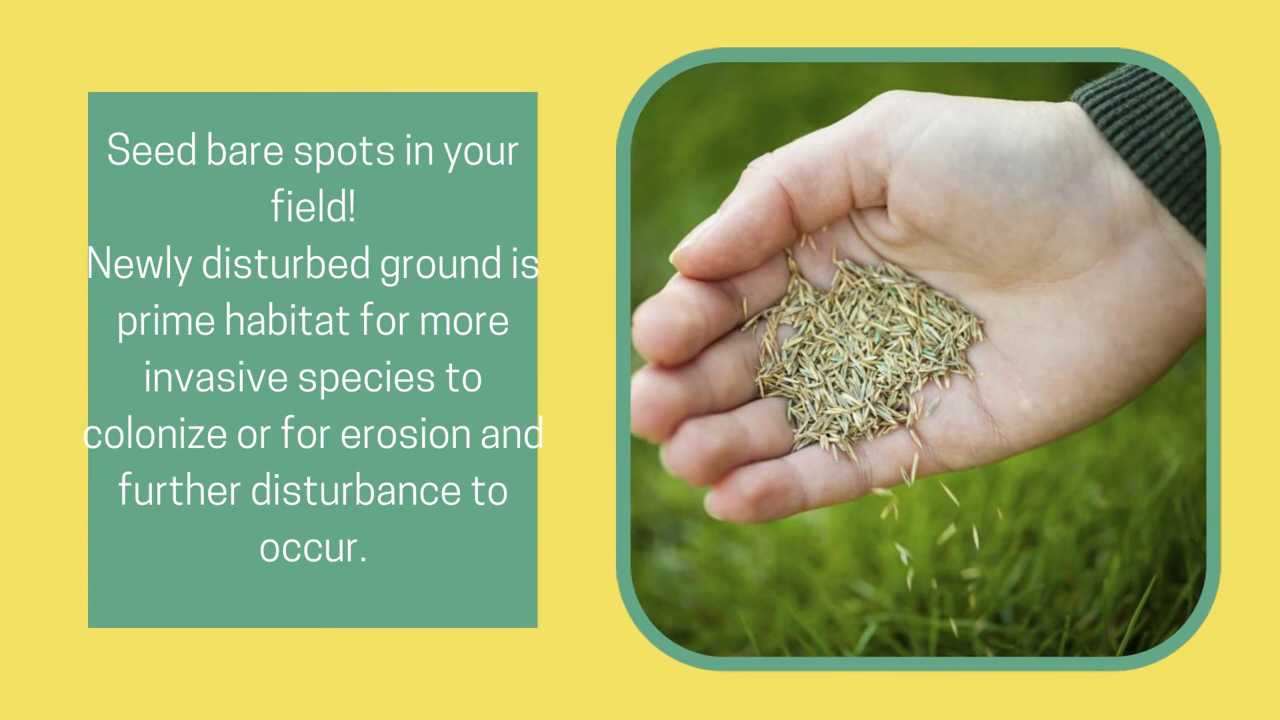 Seed bare spots in your
field!
Newly disturbed ground is
prime habitat for more
invasive species to
colonize or for erosion and
further disturbance to
occur.